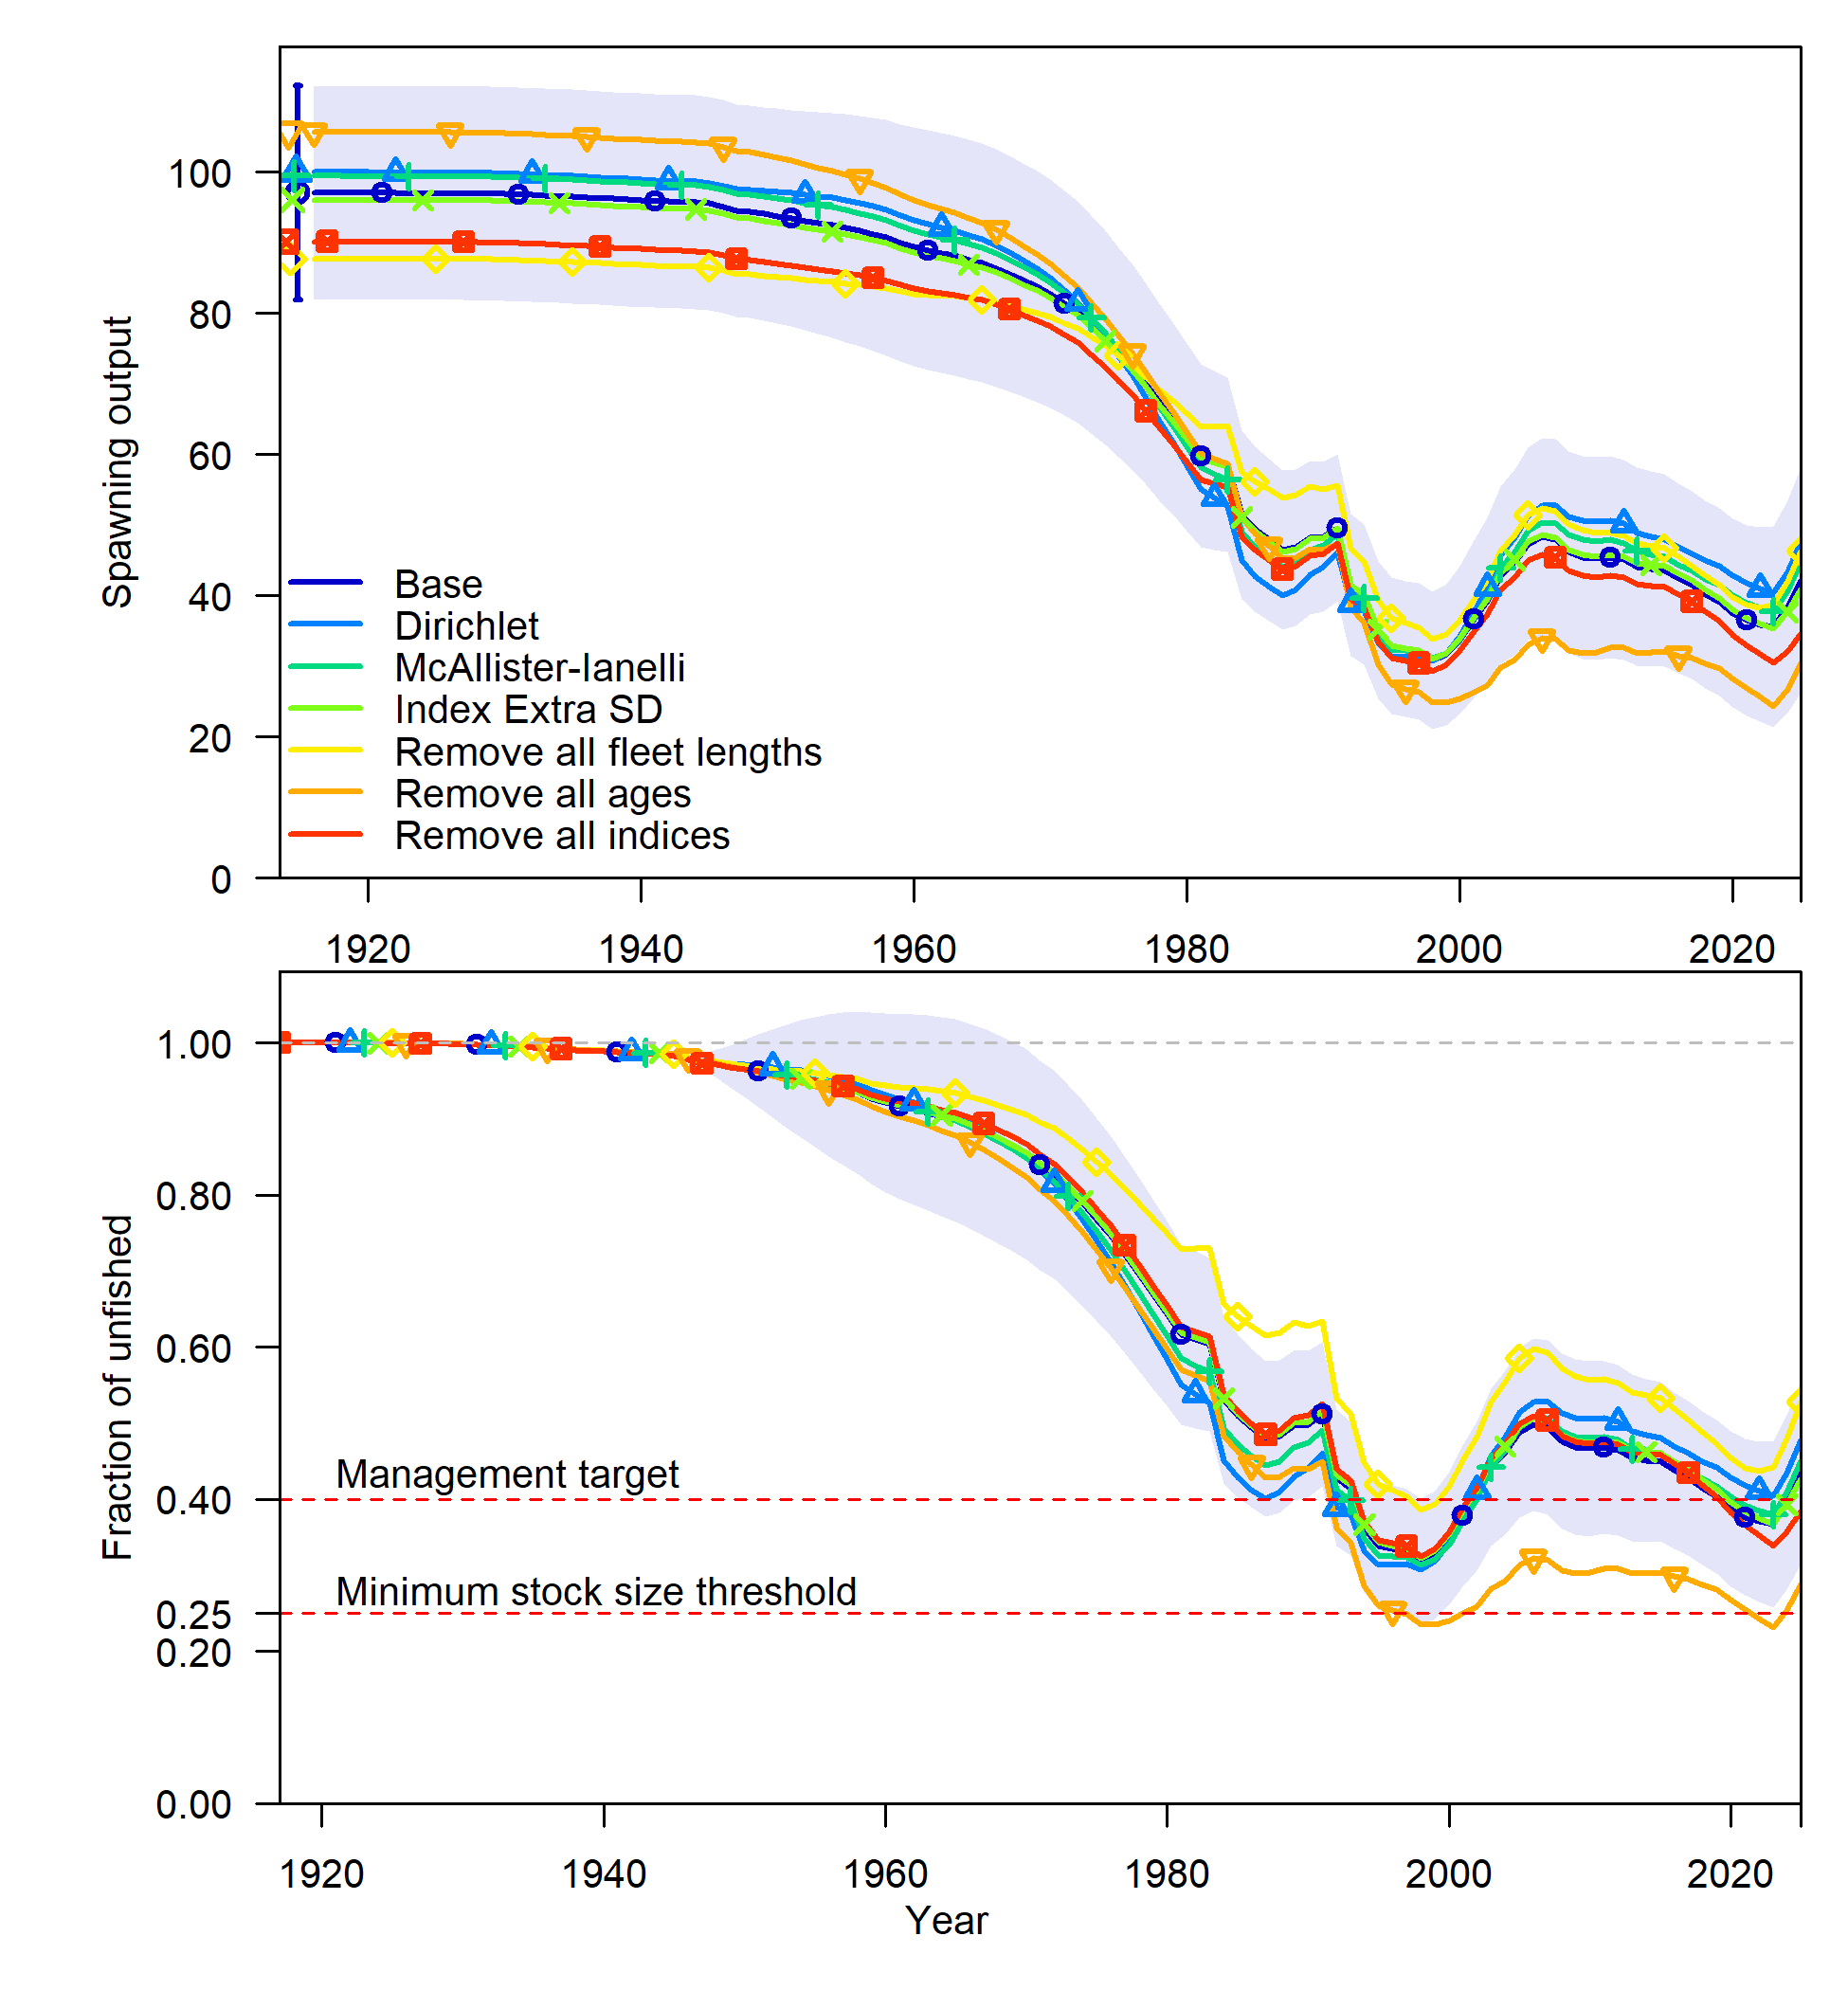 100
80
60
40
20
0
Spawning output
Base
Dirichlet
McAllister-Ianelli
Index Extra SD
Remove all fleet lengths
Remove all ages
Remove all indices
1920 1940 1960 1980 2000 2020
1.00
0.80
0.60
0.40
0.25
0.20
0.00
Fraction of unfished
Management target
Minimum stock size threshold
1920 1940 1960 1980 2000 2020
Year